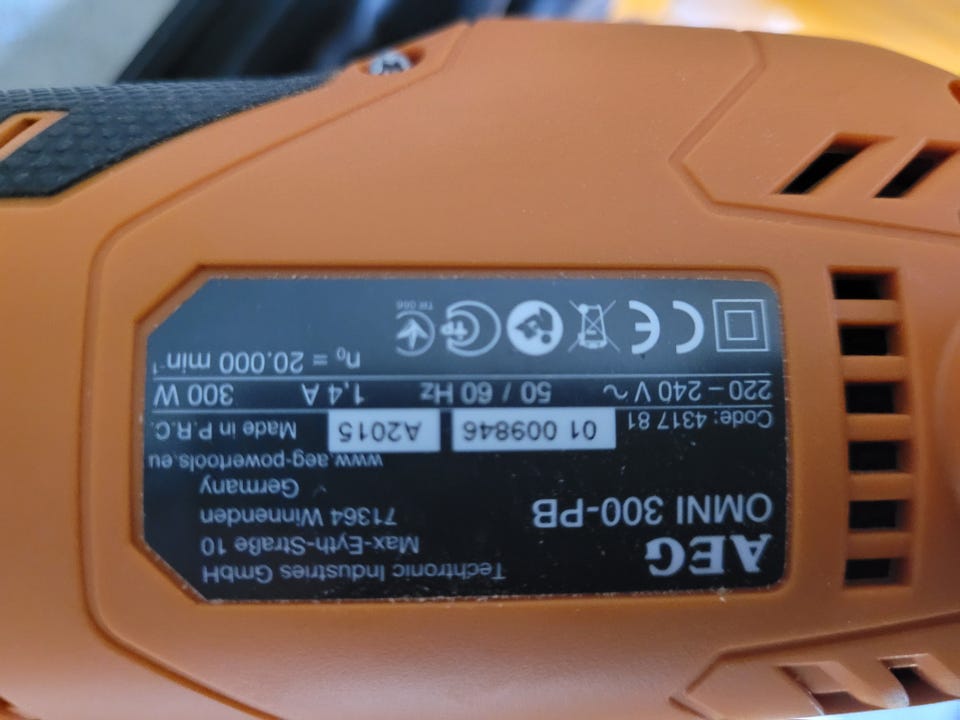 AEG
OMNI 300-PB
Techtronic Industries GmbH
Max-Eyth-Straße 10
71364 Winnenden
Germany
www.aeg-powertools.eu
Code: 4317 81
01 009846
A2015
Made in P.R.C.
220 – 240 V ~ 50 / 60 Hz 1,4 A 300 W
n₀ = 20.000 min⁻¹
CE